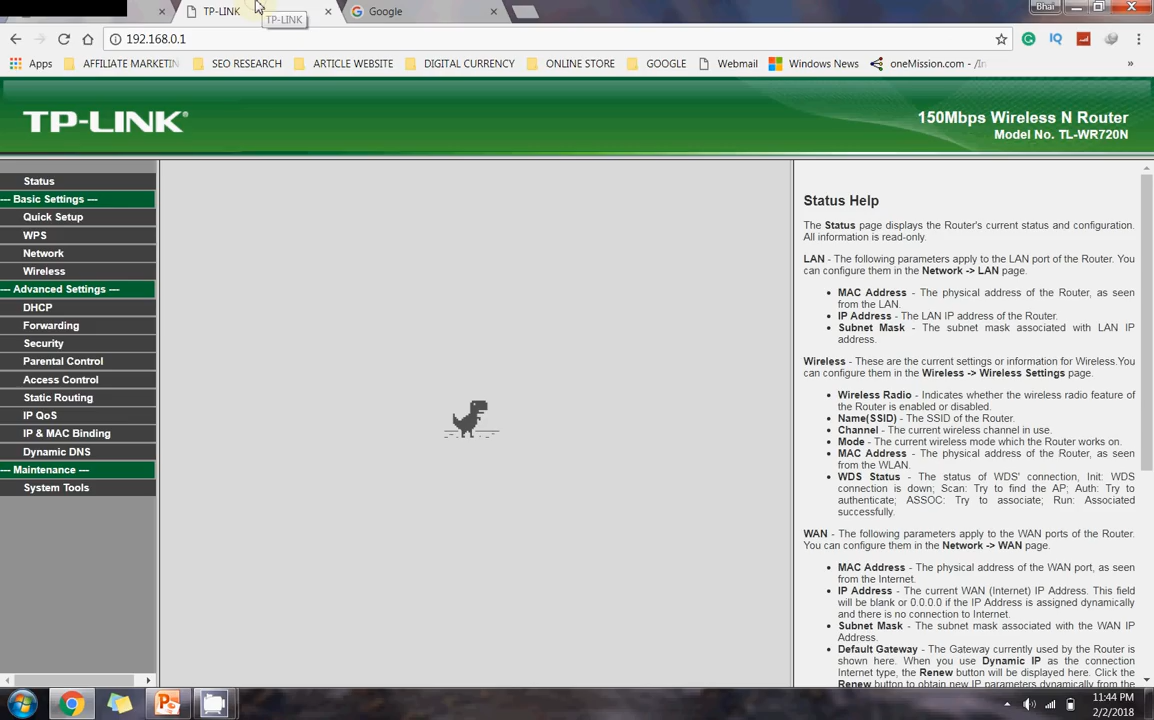 TP-LINK
Google
Bhai
TP-LINK
192.168.0.1
Apps
AFFILIATE MARKETIN
SEO RESEARCH
ARTICLE WEBSITE
DIGITAL CURRENCY
ONLINE STORE
GOOGLE
Webmail
Windows News
oneMission.com - /In
»
TP-LINK®
150Mbps Wireless N Router
Model No. TL-WR720N
Status
--- Basic Settings ---
Quick Setup
WPS
Network
Wireless
--- Advanced Settings ---
DHCP
Forwarding
Security
Parental Control
Access Control
Static Routing
IP QoS
IP & MAC Binding
Dynamic DNS
--- Maintenance ---
System Tools
Status Help
The Status page displays the Router's current status and configuration.
All information is read-only.
LAN - The following parameters apply to the LAN port of the Router. You
can configure them in the Network -> LAN page.
• MAC Address - The physical address of the Router, as seen
from the LAN.
• IP Address - The LAN IP address of the Router.
• Subnet Mask - The subnet mask associated with LAN IP
address.
Wireless - These are the current settings or information for Wireless.You
can configure them in the Wireless -> Wireless Settings page.
• Wireless Radio - Indicates whether the wireless radio feature of
the Router is enabled or disabled.
• Name(SSID) - The SSID of the Router.
• Channel - The current wireless channel in use.
• Mode - The current wireless mode which the Router works on.
• MAC Address - The physical address of the Router, as seen
from the WLAN.
• WDS Status - The status of WDS' connection, Init: WDS
connection is down; Scan: Try to find the AP; Auth: Try to
authenticate; ASSOC: Try to associate; Run: Associated
successfully.
WAN - The following parameters apply to the WAN ports of the Router.
You can configure them in the Network -> WAN page.
• MAC Address - The physical address of the WAN port, as seen
from the Internet.
• IP Address - The current WAN (Internet) IP Address. This field
will be blank or 0.0.0.0 if the IP Address is assigned dynamically
and there is no connection to Internet.
• Subnet Mask - The subnet mask associated with the WAN IP
Address.
• Default Gateway - The Gateway currently used by the Router is
shown here. When you use Dynamic IP as the connection
Internet type, the Renew button will be displayed here. Click the
Renew button to obtain new IP parameters dynamically from the
11:44 PM
2/2/2018